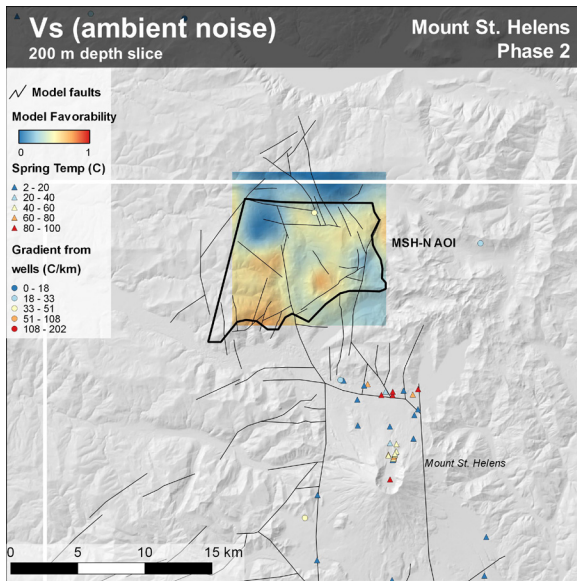 Vs (ambient noise)
200 m depth slice
Mount St. Helens
Phase 2
Model faults
Model Favorability
0
1
Spring Temp (C)
2 - 20
20 - 40
40 - 60
60 - 80
80 - 100
Gradient from
wells (C/km)
0 - 18
18 - 33
33 - 51
51 - 108
108 - 202
MSH-N AOI
Mount St. Helens
0 5 10 15 km